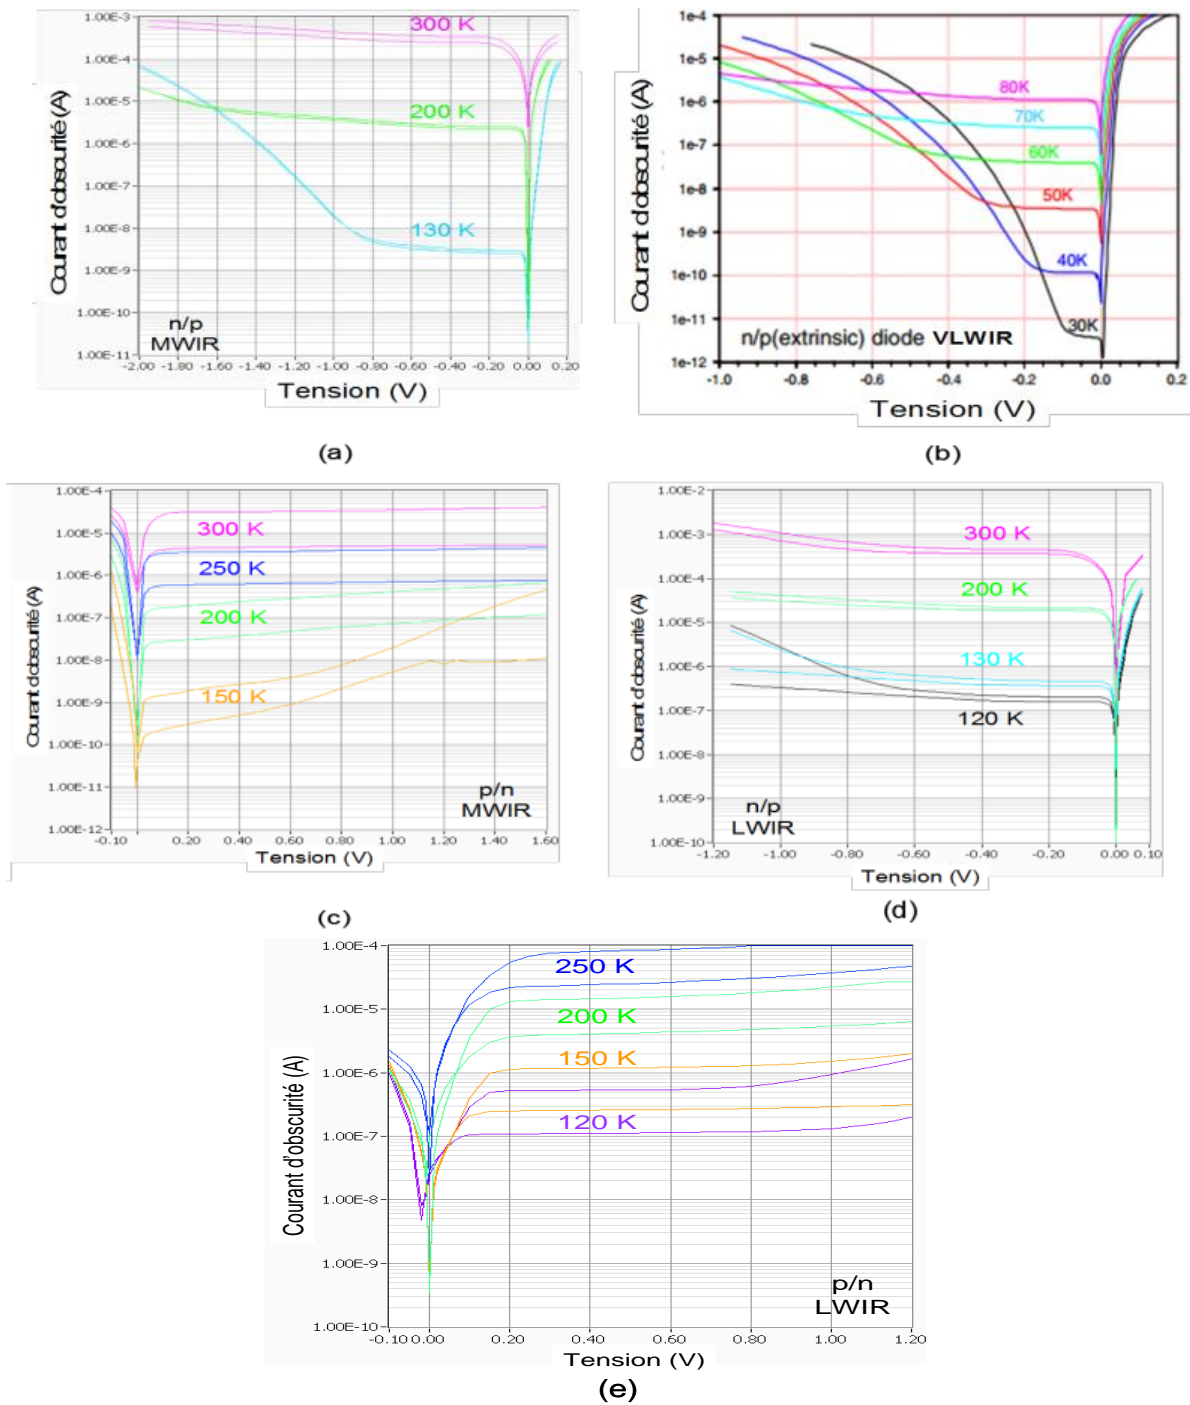 1.00E-3
1.00E-4
1.00E-5
1.00E-6
1.00E-7
1.00E-8
1.00E-9
1.00E-10
1.00E-11
Courant d'obscurité (A)
300 K
200 K
130 K
n/p
MWIR
-2.00 -1.80 -1.60 -1.40 -1.20 -1.00 -0.80 -0.60 -0.40 -0.20 0.00 0.20
Tension (V)
(a)
1e-4
1e-5
1e-6
1e-7
1e-8
1e-9
1e-10
1e-11
1e-12
Courant d'obscurité (A)
80K
70K
60K
50K
40K
30K
n/p(extrinsic) diode VLWIR
-1.0 -0.8 -0.6 -0.4 -0.2 0.0 0.2
Tension (V)
(b)
1.00E-4
1.00E-5
1.00E-6
1.00E-7
1.00E-8
1.00E-9
1.00E-10
1.00E-11
1.00E-12
Courant d'obscurité (A)
300 K
250 K
200 K
150 K
p/n
MWIR
-0.10 0.00 0.20 0.40 0.60 0.80 1.00 1.20 1.40 1.60
Tension (V)
(c)
1.00E-2
1.00E-3
1.00E-4
1.00E-5
1.00E-6
1.00E-7
1.00E-8
1.00E-9
1.00E-10
Courant d'obscurité (A)
300 K
200 K
130 K
120 K
n/p
LWIR
-1.20 -1.00 -0.80 -0.60 -0.40 -0.20 0.00 0.10
Tension (V)
(d)
1.00E-4
1.00E-5
1.00E-6
1.00E-7
1.00E-8
1.00E-9
1.00E-10
Courant d'obscurité (A)
250 K
200 K
150 K
120 K
p/n
LWIR
-0.10 0.00 0.20 0.40 0.60 0.80 1.00 1.20
Tension (V)
(e)